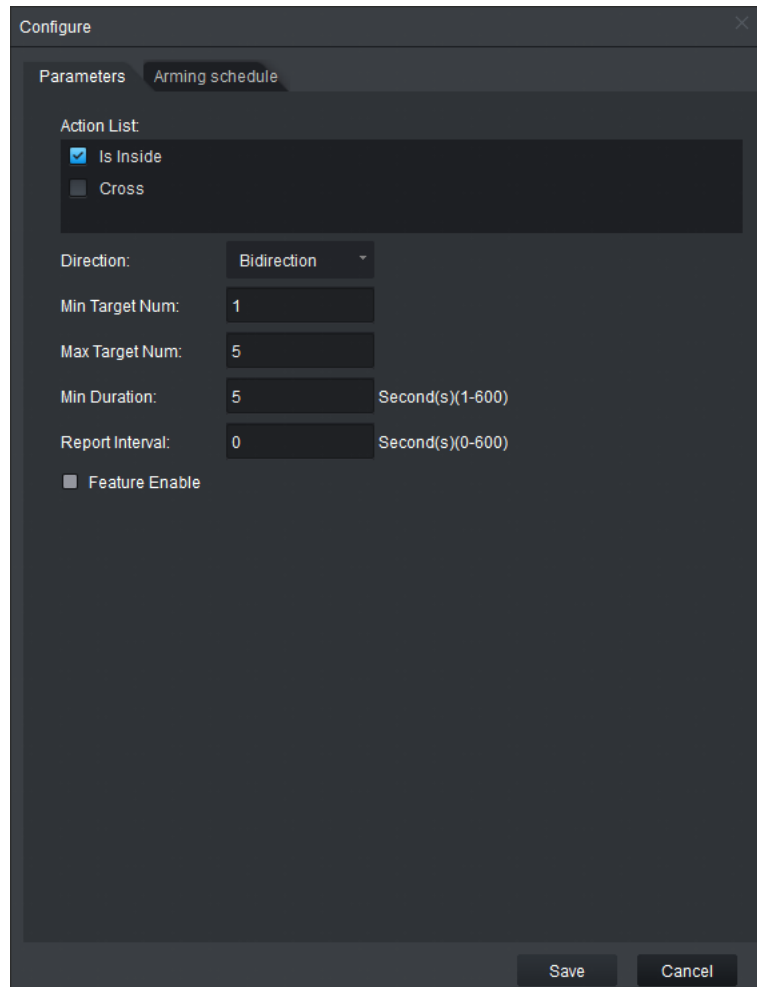 Configure
Parameters Arming schedule
Action List:
Is Inside
Cross
Direction: Bidirection
Min Target Num: 1
Max Target Num: 5
Min Duration: 5 Second(s)(1-600)
Report Interval: 0 Second(s)(0-600)
Feature Enable
Save Cancel